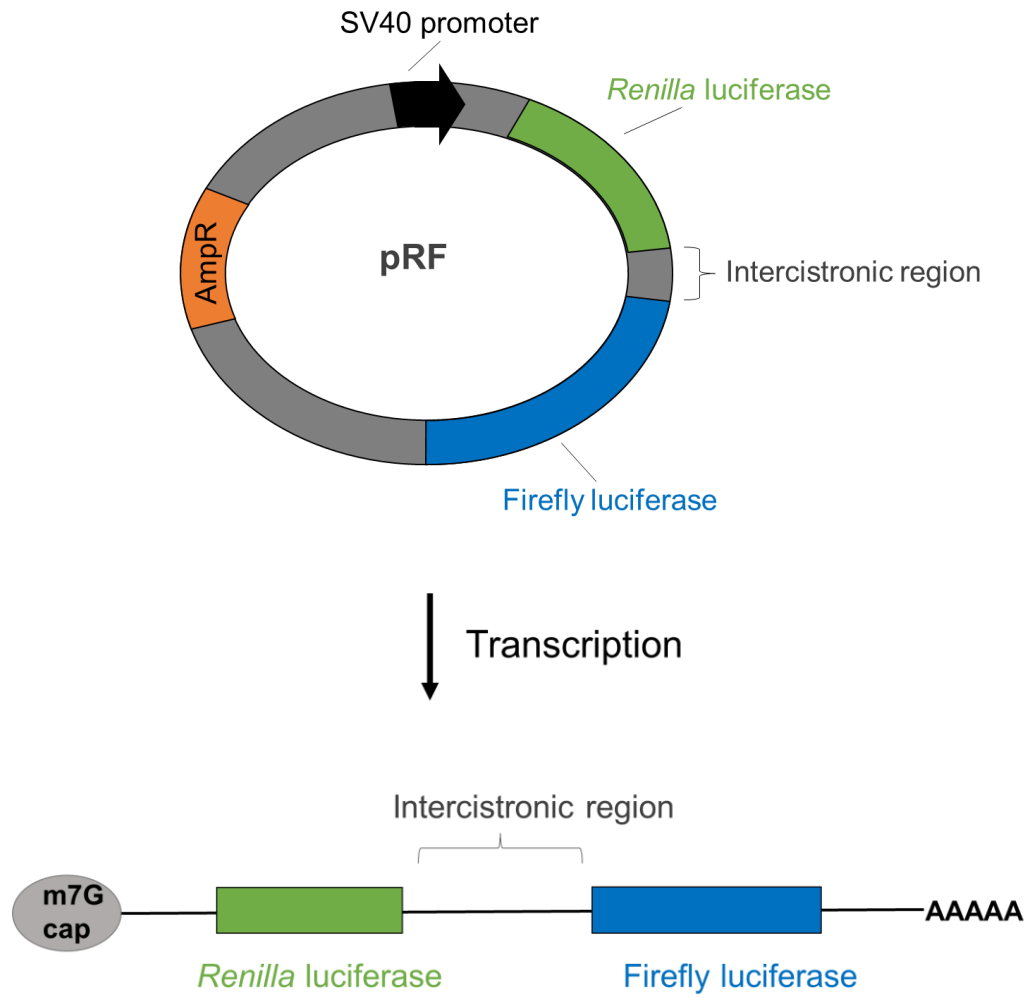 SV40 promoter
Renilla luciferase
AmpR
pRF
Intercistronic region
Firefly luciferase
Transcription
Intercistronic region
m7G
cap
AAAAA
Renilla luciferase
Firefly luciferase